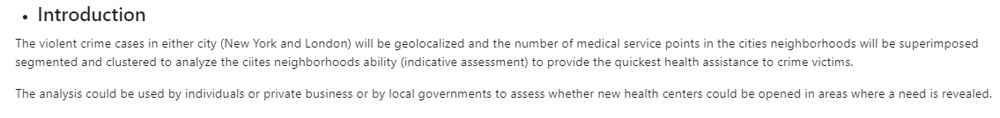 • Introduction
The violent crime cases in either city (New York and London) will be geolocalized and the number of medical service points in the cities neighborhoods will be superimposed
segmented and clustered to analyze the ciites neighborhoods ability (indicative assessment) to provide the quickest health assistance to crime victims.
The analysis could be used by individuals or private business or by local governments to assess whether new health centers could be opened in areas where a need is revealed.